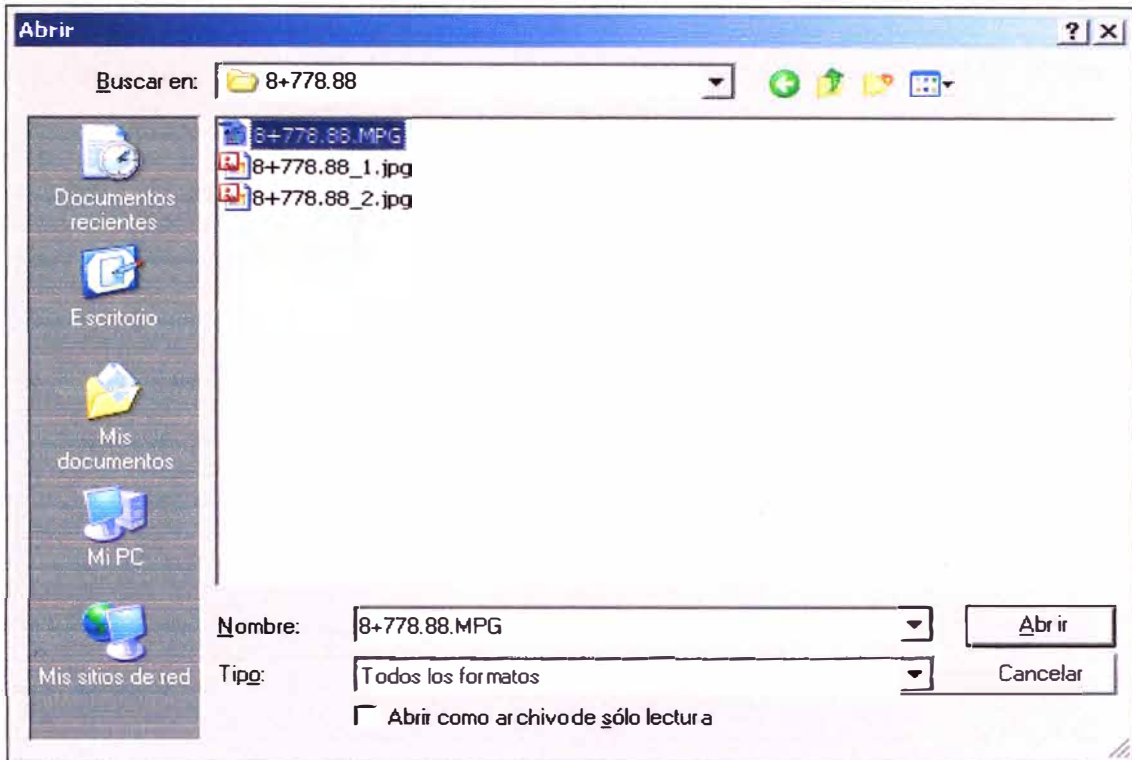 Abrir
Buscar en: 8+778.88
8+778.88.MPG
8+778.88_1.jpg
8+778.88_2.jpg
Documentos
recientes
Escritorio
Mis
documentos
Mi PC
Mis sitios de red
Nombre: 8+778.88.MPG Abrir
Tipo: Todos los formatos Cancelar
Abrir como archivo de sólo lectura